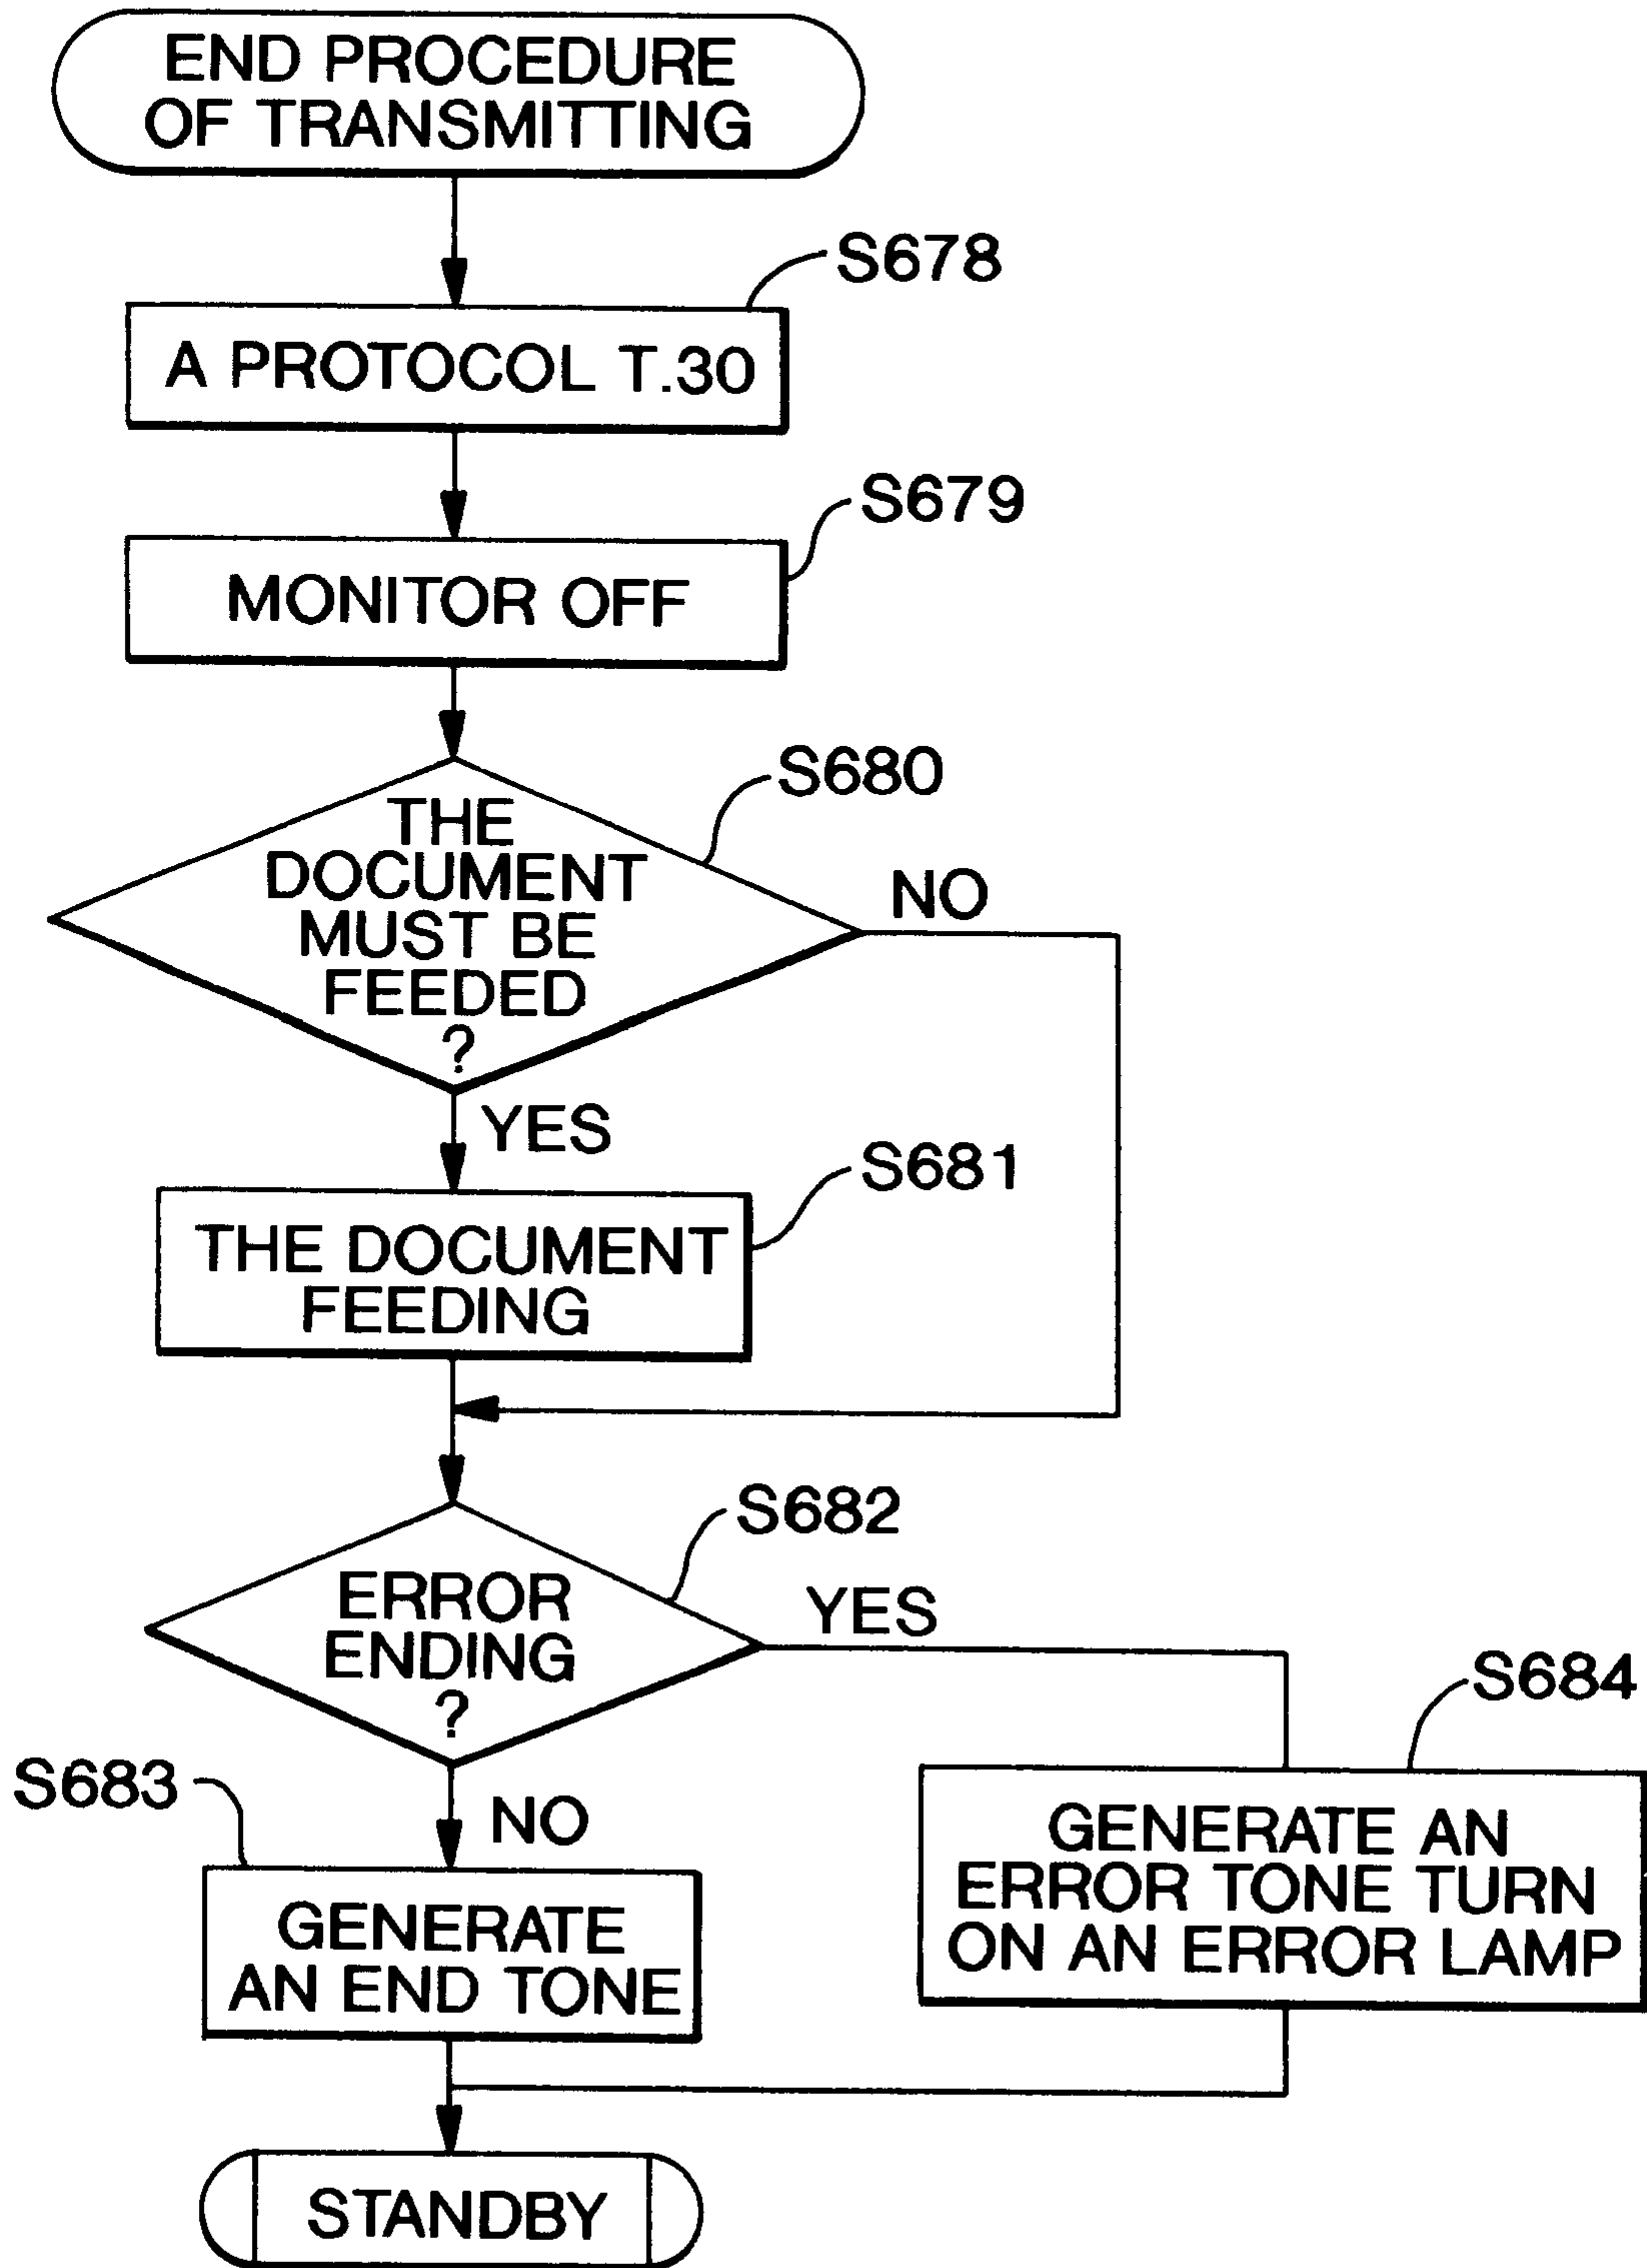 END PROCEDURE
OF TRANSMITTING
S678
A PROTOCOL T.30
S679
MONITOR OFF
S680
THE
DOCUMENT
MUST BE
FEEDED
?
NO
YES
S681
THE DOCUMENT
FEEDING
S682
ERROR
ENDING
?
YES
S684
GENERATE AN
ERROR TONE TURN
ON AN ERROR LAMP
S683
NO
GENERATE
AN END TONE
STANDBY